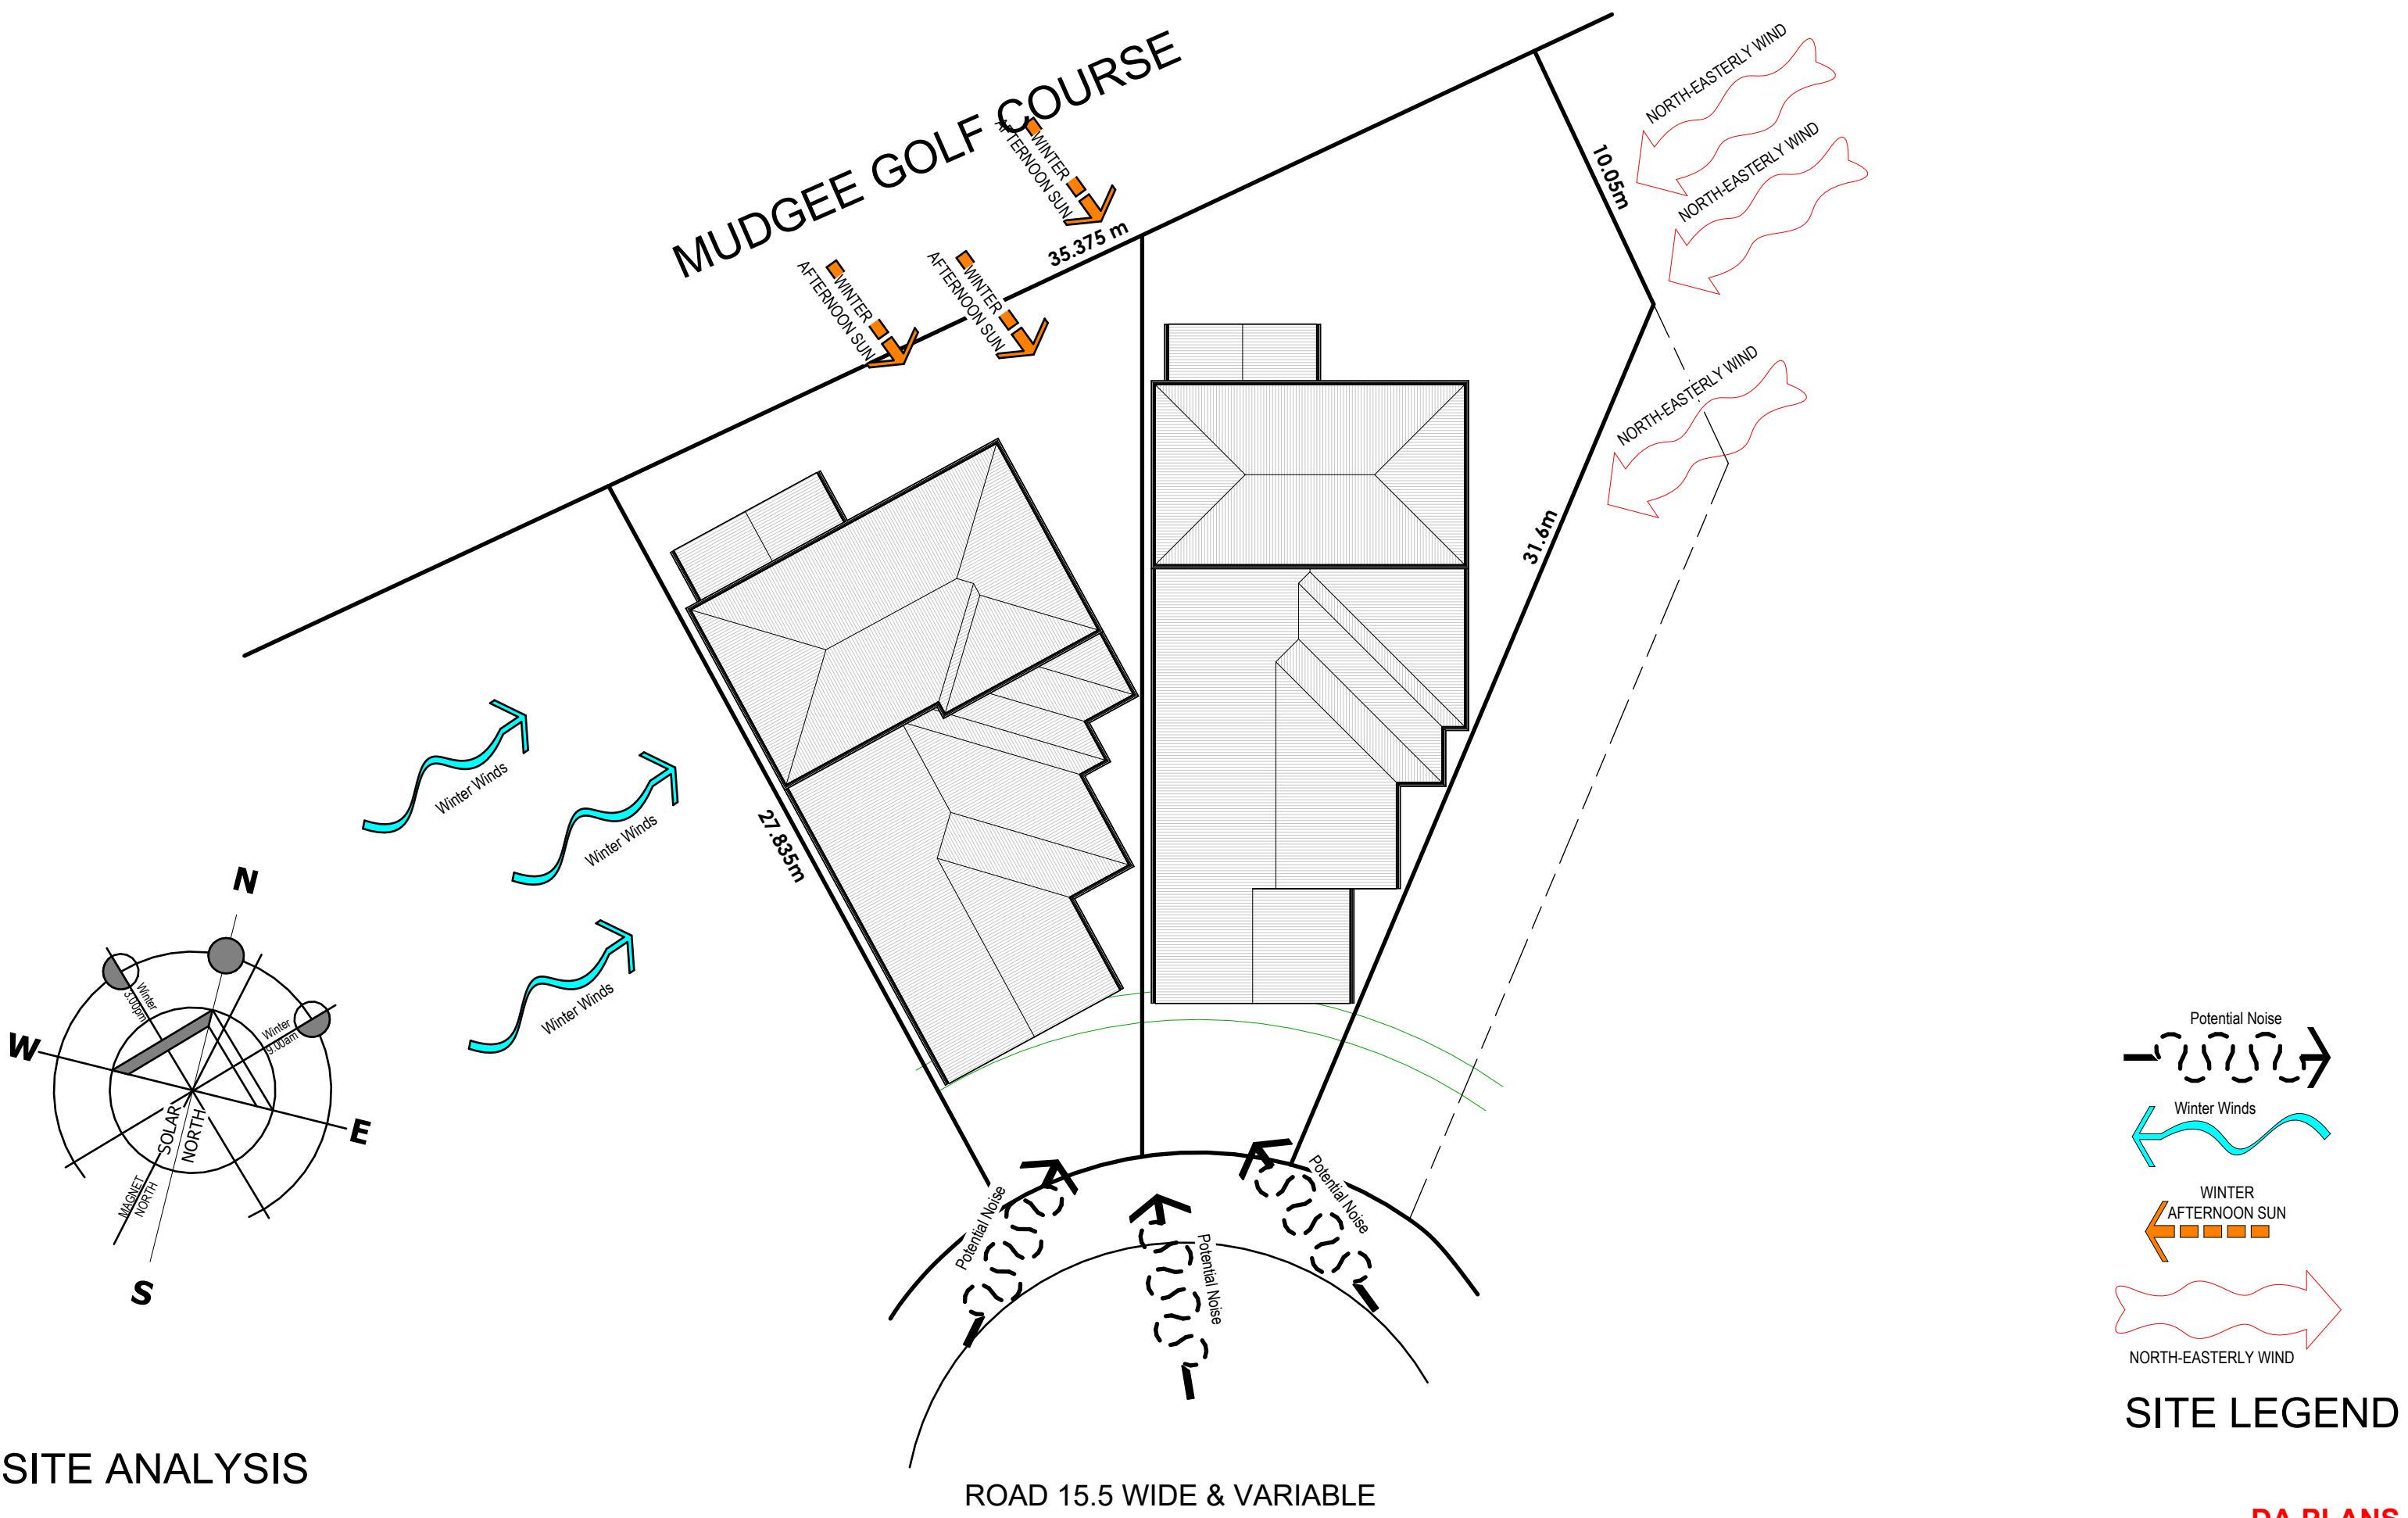 MUDGEE GOLF COURSE
WINTER
AFTERNOON SUN
WINTER
AFTERNOON SUN
WINTER
AFTERNOON SUN
35.375 m
NORTH-EASTERLY WIND
NORTH-EASTERLY WIND
NORTH-EASTERLY WIND
10.05m
31.6m
27.835m
Winter Winds
Winter Winds
Winter Winds
N
W
E
S
Winter
3.00pm
Winter
9.00am
SOLAR
NORTH
MAGNET
NORTH
Potential Noise
Potential Noise
Potential Noise
Potential Noise
Winter Winds
WINTER
AFTERNOON SUN
NORTH-EASTERLY WIND
SITE LEGEND
SITE ANALYSIS
ROAD 15.5 WIDE & VARIABLE
DA PLANS